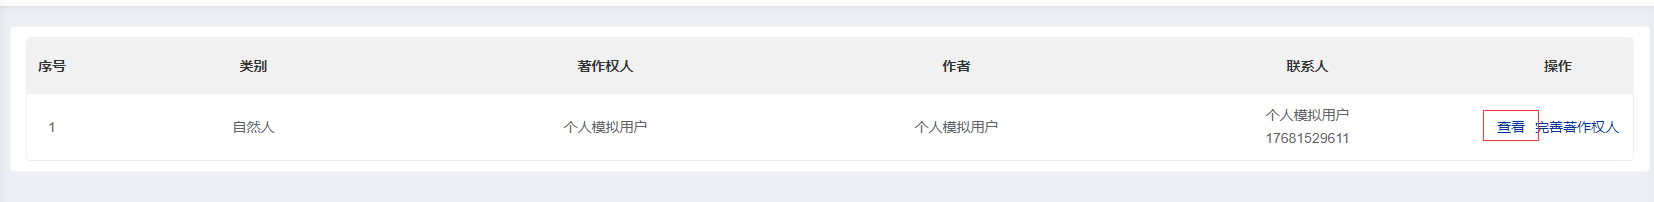 序号 类别 著作权人 作者 联系人 操作
1 自然人 个人模拟用户 个人模拟用户 个人模拟用户 17681529611 查看 完善著作权人